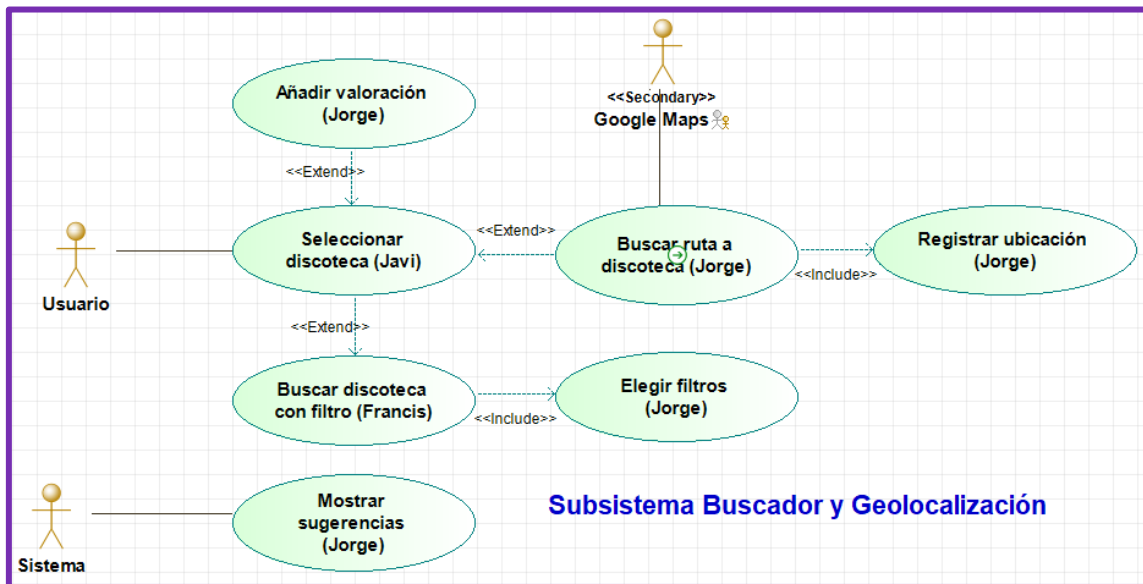 Añadir valoración
(Jorge)
<<Secondary>>
Google Maps
<<Extend>>
Seleccionar
discoteca (Javi)
<<Extend>>
Buscar ruta a
discoteca (Jorge)
Registrar ubicación
(Jorge)
<<Include>>
Usuario
<<Extend>>
Buscar discoteca
con filtro (Francis)
<<Include>>
Elegir filtros
(Jorge)
Mostrar
sugerencias
(Jorge)
Subsistema Buscador y Geolocalización
Sistema